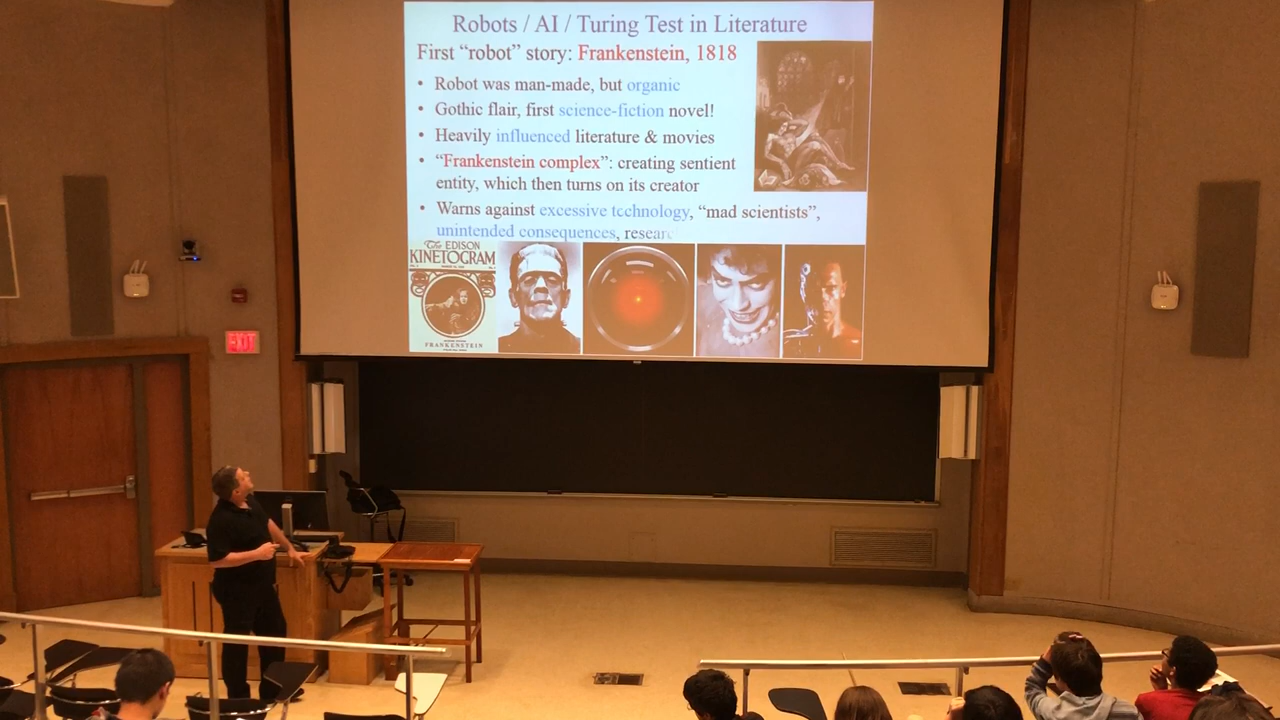 Robots / AI / Turing Test in Literature
First “robot” story: Frankenstein, 1818
• Robot was man-made, but organic
• Gothic flair, first science-fiction novel!
• Heavily influenced literature & movies
• “Frankenstein complex”: creating sentient
entity, which then turns on its creator
• Warns against excessive technology, “mad scientists”,
unintended consequences, resear
The EDISON
KINETOGRAM
FRANKENSTEIN
EXIT